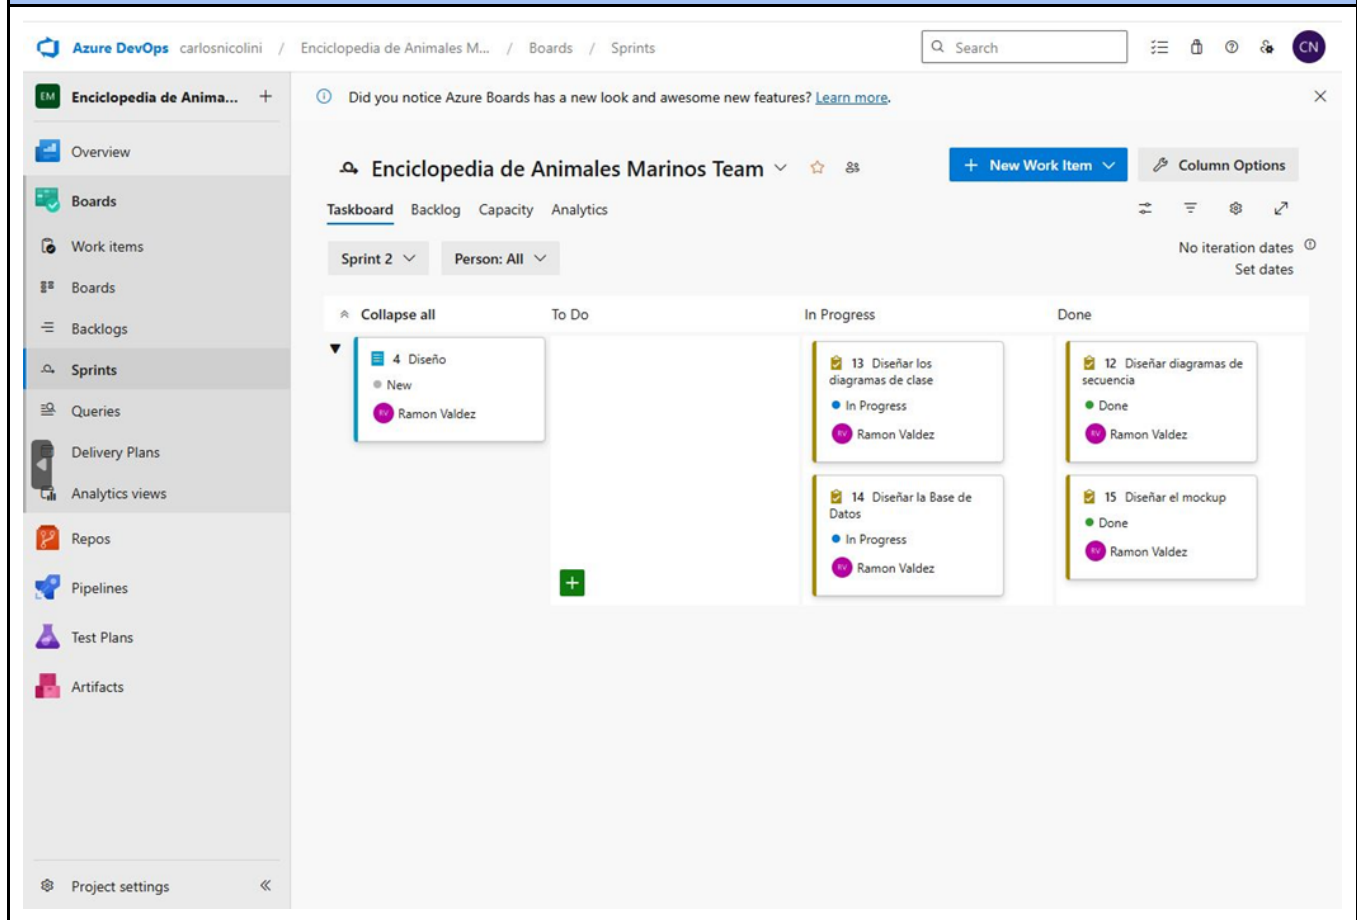 Azure DevOps carlosnicolini / Enciclopedia de Animales M... / Boards / Sprints
Search
CN
EM Enciclopedia de Anima... +
Did you notice Azure Boards has a new look and awesome new features? Learn more.
Overview
Boards
Work items
Boards
Backlogs
Sprints
Queries
Delivery Plans
Analytics views
Repos
Pipelines
Test Plans
Artifacts
Project settings
Enciclopedia de Animales Marinos Team
+ New Work Item
Column Options
Taskboard Backlog Capacity Analytics
Sprint 2
Person: All
No iteration dates
Set dates
Collapse all
To Do
In Progress
Done
4 Diseño
New
RV Ramon Valdez
13 Diseñar los
diagramas de clase
In Progress
RV Ramon Valdez
14 Diseñar la Base de
Datos
In Progress
RV Ramon Valdez
12 Diseñar diagramas de
secuencia
Done
RV Ramon Valdez
15 Diseñar el mockup
Done
RV Ramon Valdez